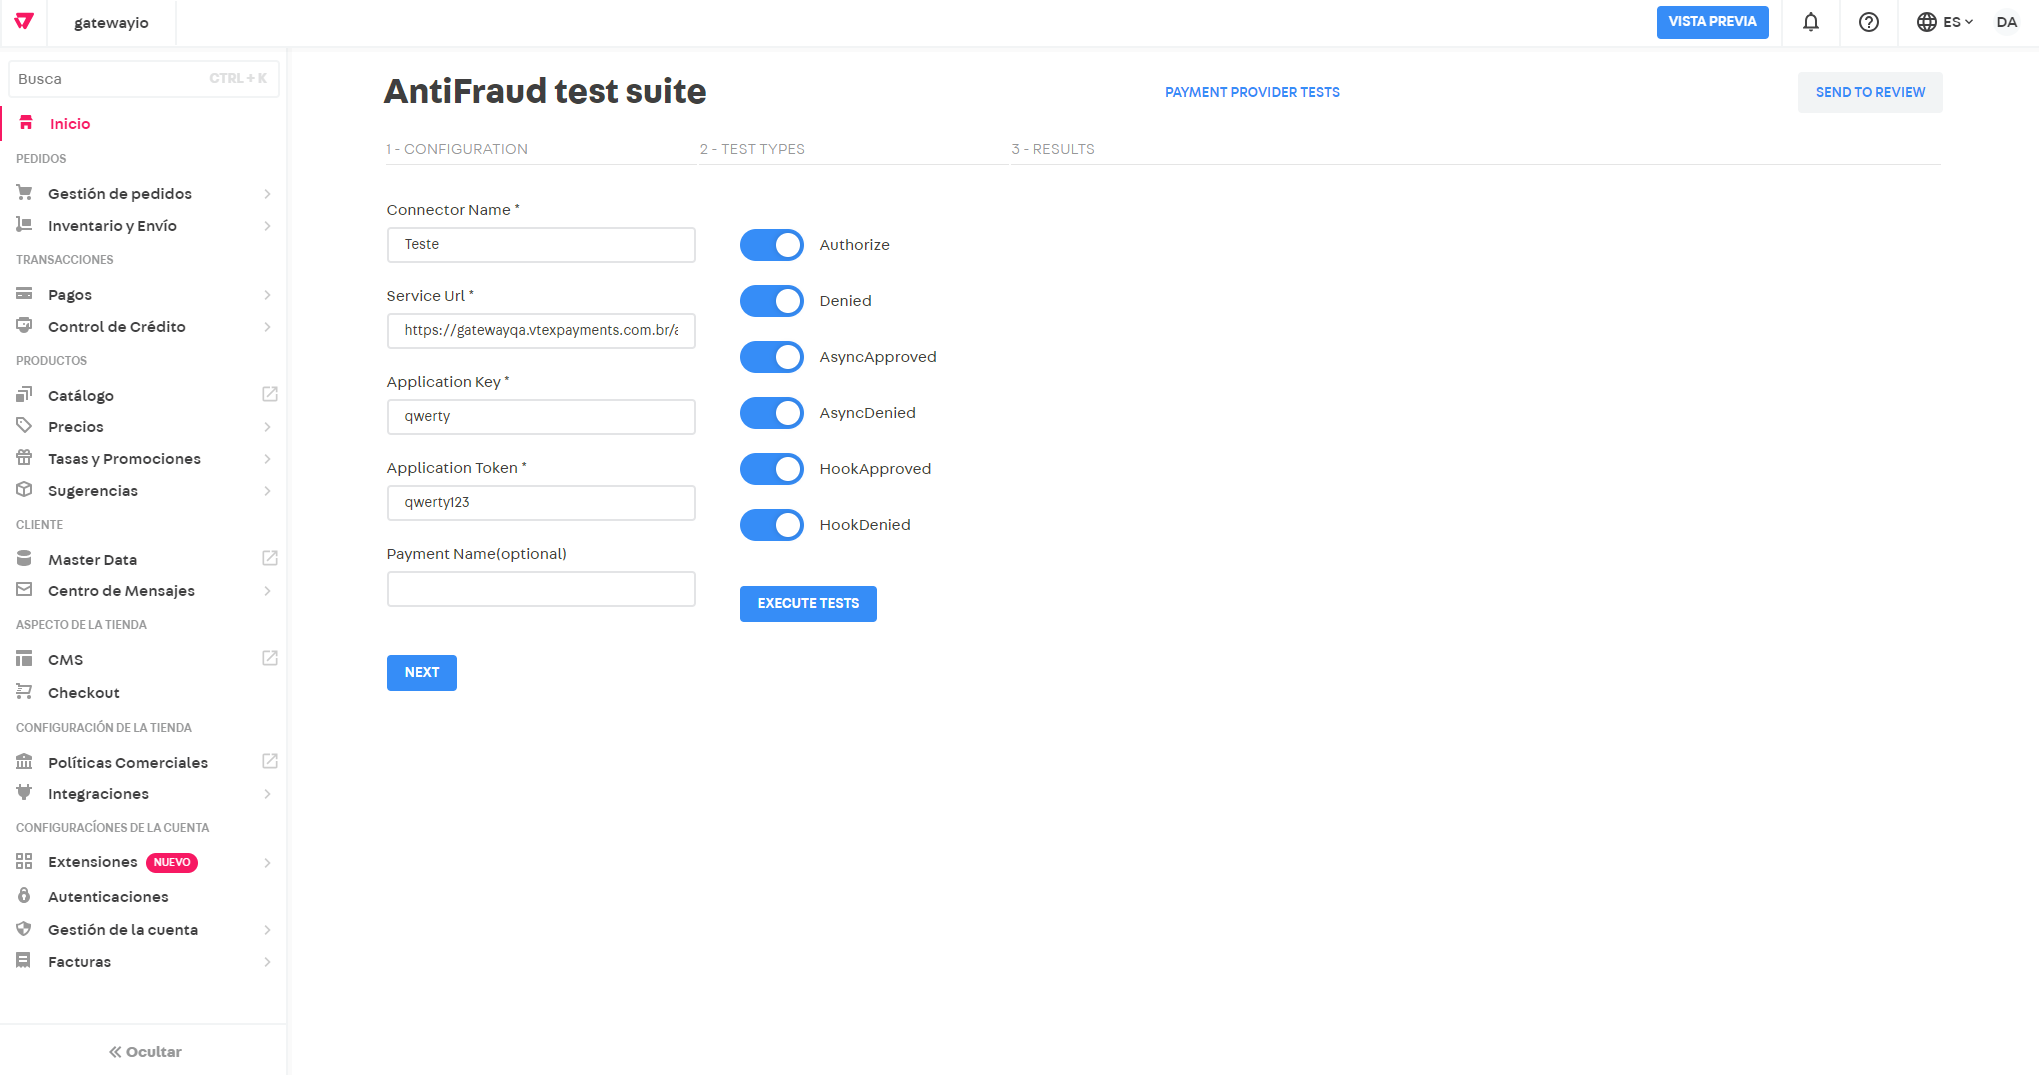 gatewayio
VISTA PREVIA
ES
DA
Busca
CTRL + K
Inicio
PEDIDOS
Gestión de pedidos
Inventario y Envío
TRANSACCIONES
Pagos
Control de Crédito
PRODUCTOS
Catálogo
Precios
Tasas y Promociones
Sugerencias
CLIENTE
Master Data
Centro de Mensajes
ASPECTO DE LA TIENDA
CMS
Checkout
CONFIGURACIÓN DE LA TIENDA
Políticas Comerciales
Integraciones
CONFIGURACÍONES DE LA CUENTA
Extensiones NUEVO
Autenticaciones
Gestión de la cuenta
Facturas
Ocultar
AntiFraud test suite
PAYMENT PROVIDER TESTS
SEND TO REVIEW
1 - CONFIGURATION
2 - TEST TYPES
3 - RESULTS
Connector Name *
Teste
Service Url *
https://gatewayqa.vtexpayments.com.br/a
Application Key *
qwerty
Application Token *
qwerty123
Payment Name(optional)
NEXT
Authorize
Denied
AsyncApproved
AsyncDenied
HookApproved
HookDenied
EXECUTE TESTS